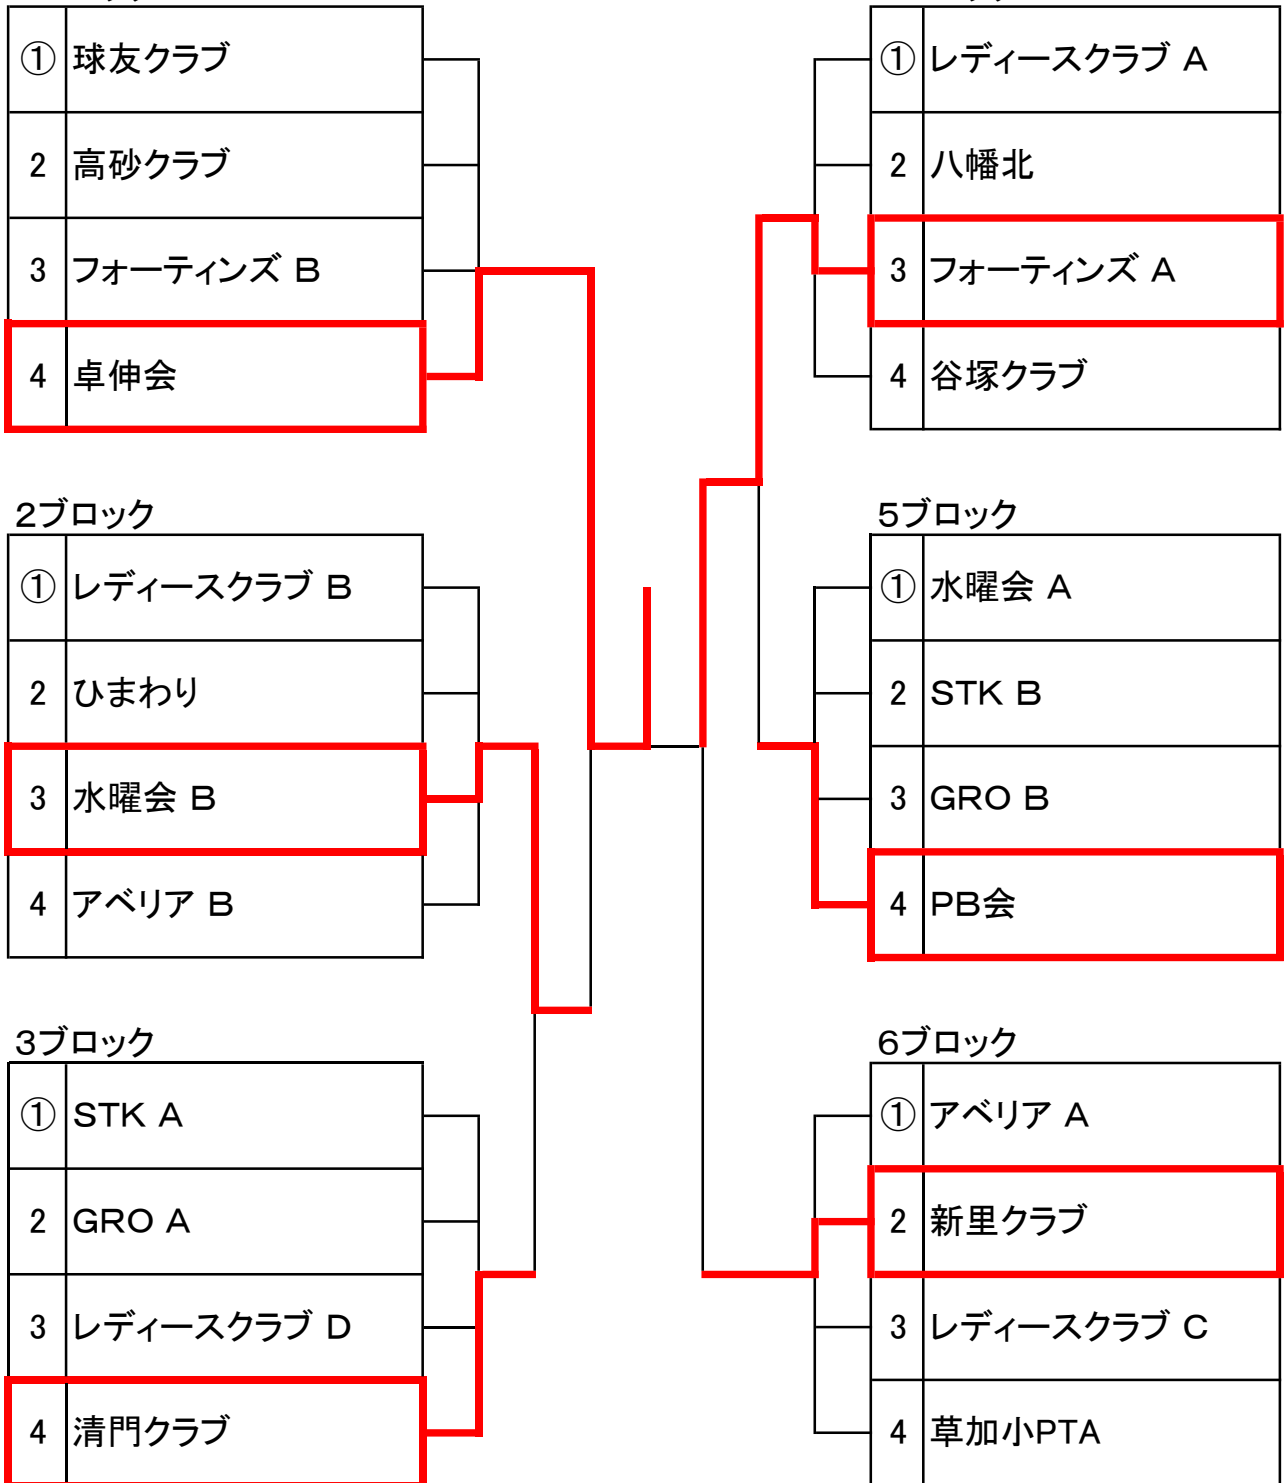 ① 球友クラブ
2 高砂クラブ
3 フォーティンズ B
4 卓伸会
2ブロック
① レディースクラブ B
2 ひまわり
3 水曜会 B
4 アベリア B
3ブロック
① STK A
2 GRO A
3 レディースクラブ D
4 清門クラブ
① レディースクラブ A
2 八幡北
3 フォーティンズ A
4 谷塚クラブ
5ブロック
① 水曜会 A
2 STK B
3 GRO B
4 PB会
6ブロック
① アベリア A
2 新里クラブ
3 レディースクラブ C
4 草加小PTA